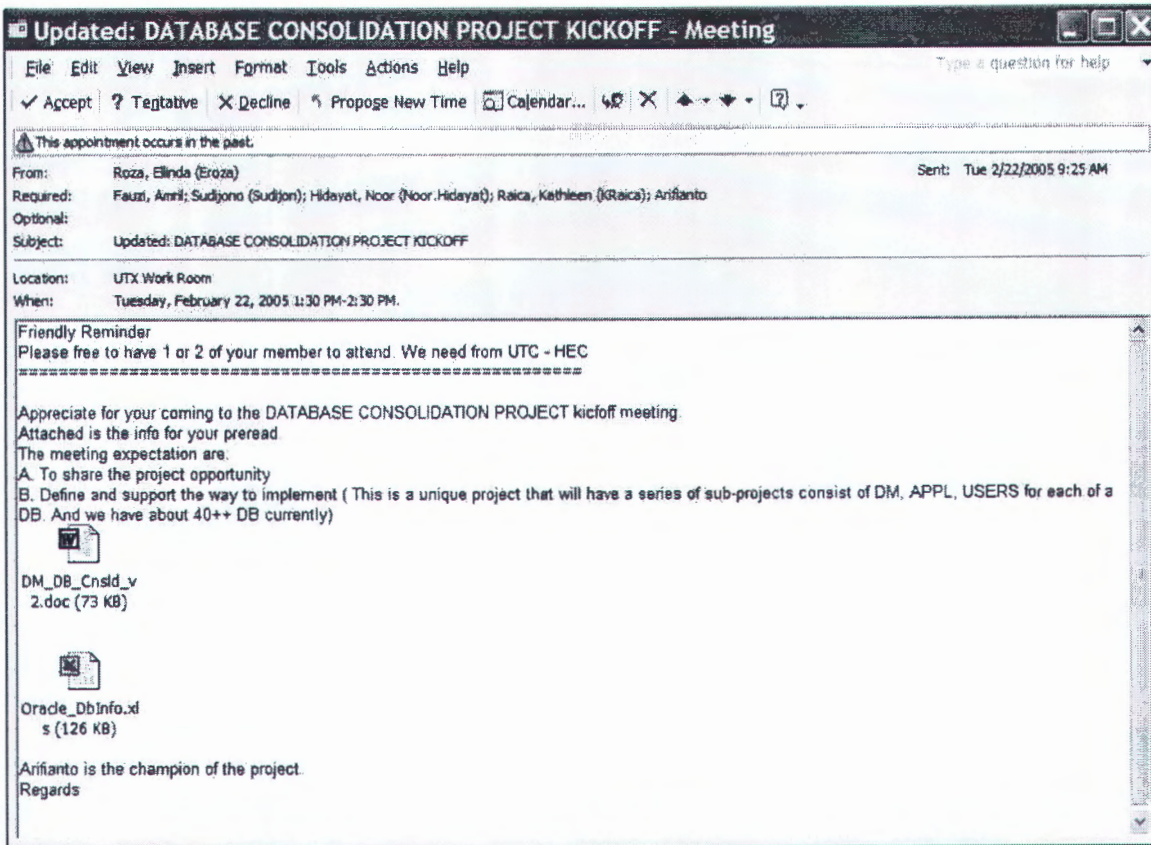 Updated: DATABASE CONSOLIDATION PROJECT KICKOFF - Meeting
File Edit View Insert Format Tools Actions Help Type a question for help
Accept ? Tentative X Decline Propose New Time Calendar...
This appointment occurs in the past.
From: Roza, Elinda (Eroza) Sent: Tue 2/22/2005 9:25 AM
Required: Fauzi, Amril; Sudijono (Sudijon); Hidayat, Noor (Noor.Hidayat); Raica, Kathleen (KRaica); Arifianto
Optional:
Subject: Updated: DATABASE CONSOLIDATION PROJECT KICKOFF
Location: UTX Work Room
When: Tuesday, February 22, 2005 1:30 PM-2:30 PM.
Friendly Reminder
Please free to have 1 or 2 of your member to attend. We need from UTC - HEC
=========================================================
Appreciate for your coming to the DATABASE CONSOLIDATION PROJECT kicfoff meeting.
Attached is the info for your preread.
The meeting expectation are:
A. To share the project opportunity
B. Define and support the way to implement ( This is a unique project that will have a series of sub-projects consist of DM, APPL, USERS for each of a
DB. And we have about 40++ DB currently)
DM_DB_Cnsld_v
2.doc (73 KB)
Oracle_DbInfo.xl
s (126 KB)
Arifianto is the champion of the project.
Regards